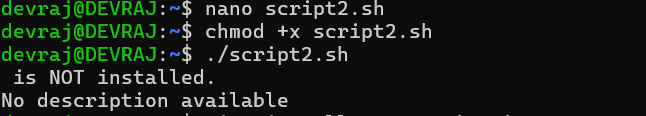 devraj@DEVRAJ:~$ nano script2.sh
devraj@DEVRAJ:~$ chmod +x script2.sh
devraj@DEVRAJ:~$ ./script2.sh
 is NOT installed.
No description available